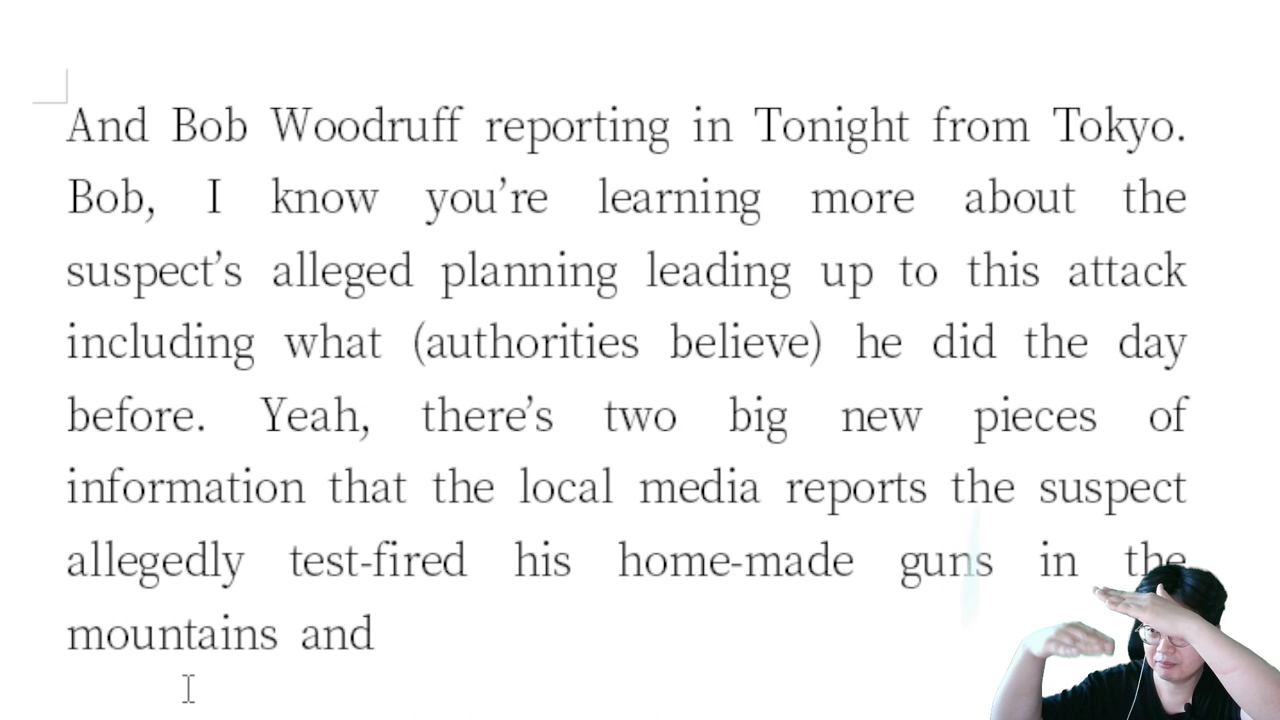 And Bob Woodruff reporting in Tonight from Tokyo.
Bob, I know you’re learning more about the
suspect’s alleged planning leading up to this attack
including what (authorities believe) he did the day
before. Yeah, there’s two big new pieces of
information that the local media reports the suspect
allegedly test-fired his home-made guns in the
mountains and